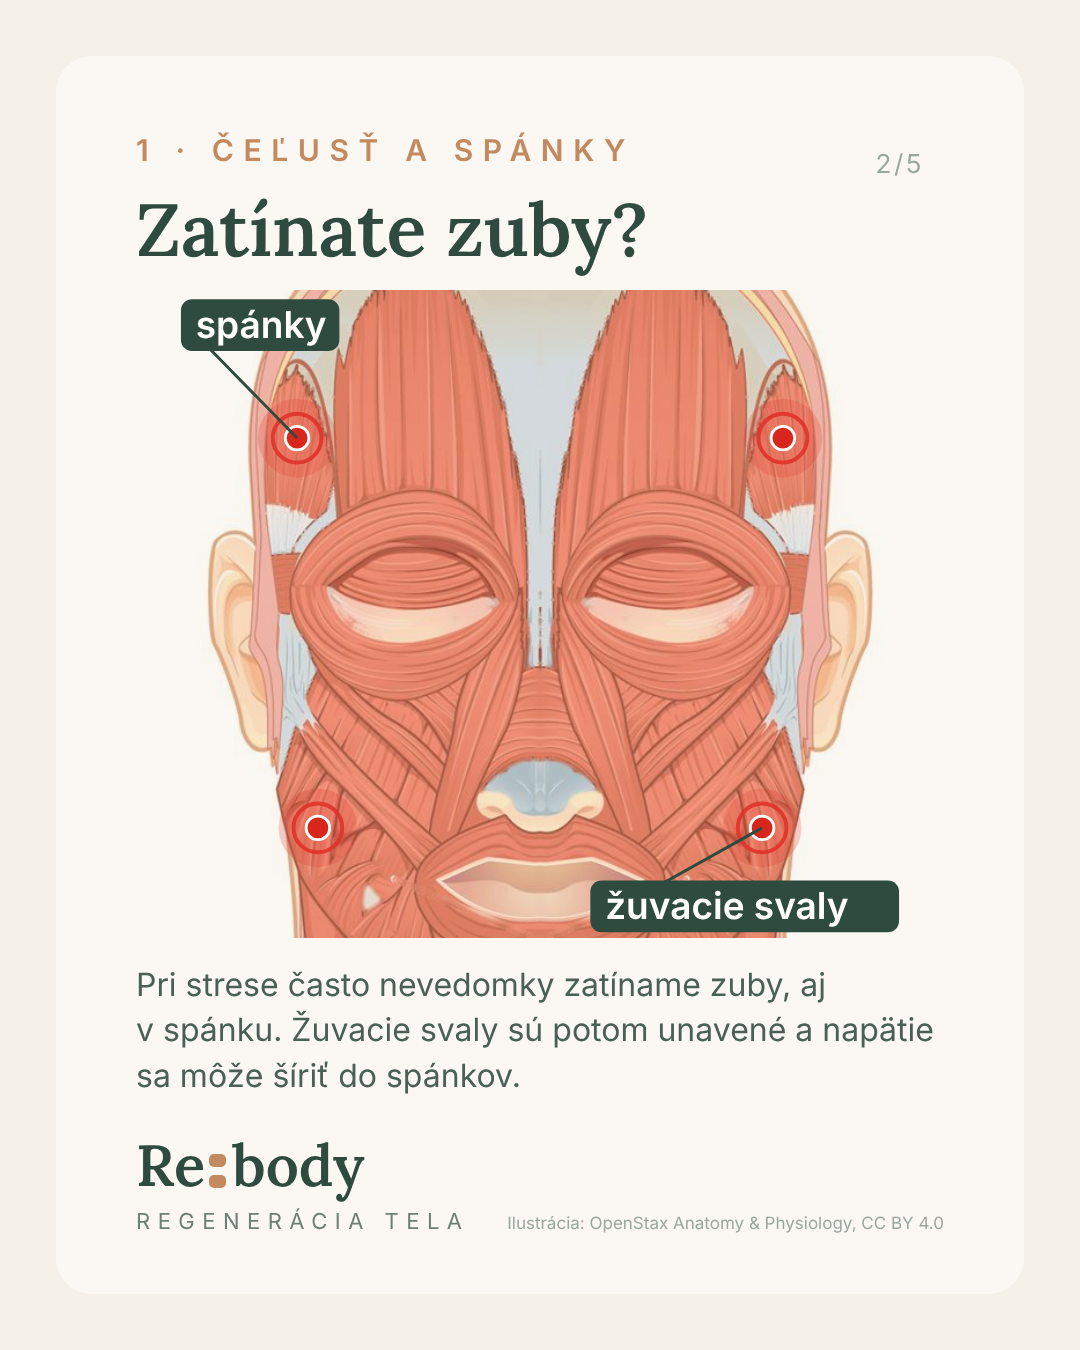 1 · ČEĽUSŤ A SPÁNKY
2/5
Zatínate zuby?
spánky
žuvacie svaly
Pri strese často nevedomky zatíname zuby, aj
v spánku. Žuvacie svaly sú potom unavené a napätie
sa môže šíriť do spánkov.
Re:body
REGENERÁCIA TELA
Ilustrácia: OpenStax Anatomy & Physiology, CC BY 4.0